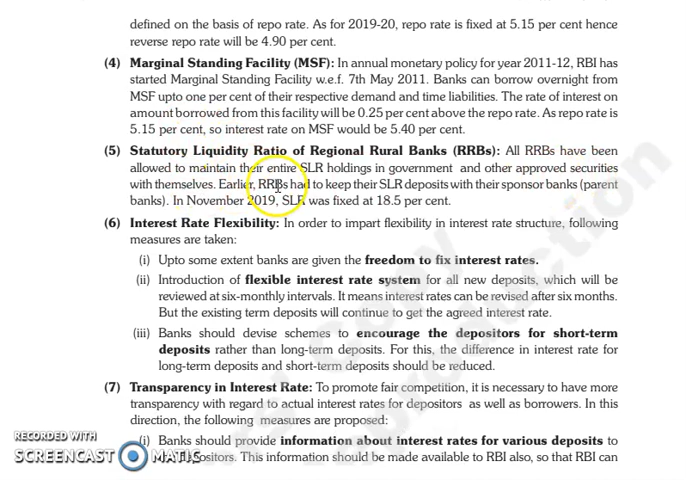 defined on the basis of repo rate. As for 2019-20, repo rate is fixed at 5.15 per cent hence
reverse repo rate will be 4.90 per cent.
(4) Marginal Standing Facility (MSF): In annual monetary policy for year 2011-12, RBI has
started Marginal Standing Facility w.e.f. 7th May 2011. Banks can borrow overnight from
MSF upto one per cent of their respective demand and time liabilities. The rate of interest on
amount borrowed from this facility will be 0.25 per cent above the repo rate. As repo rate is
5.15 per cent, so interest rate on MSF would be 5.40 per cent.
(5) Statutory Liquidity Ratio of Regional Rural Banks (RRBs): All RRBs have been
allowed to maintain their entire SLR holdings in government and other approved securities
with themselves. Earlier, RRBs had to keep their SLR deposits with their sponsor banks (parent
banks). In November 2019, SLR was fixed at 18.5 per cent.
(6) Interest Rate Flexibility: In order to impart flexibility in interest rate structure, following
measures are taken:
(i) Upto some extent banks are given the freedom to fix interest rates.
(ii) Introduction of flexible interest rate system for all new deposits, which will be
reviewed at six-monthly intervals. It means interest rates can be revised after six months.
But the existing term deposits will continue to get the agreed interest rate.
(iii) Banks should devise schemes to encourage the depositors for short-term
deposits rather than long-term deposits. For this, the difference in interest rate for
long-term deposits and short-term deposits should be reduced.
(7) Transparency in Interest Rate: To promote fair competition, it is necessary to have more
transparency with regard to actual interest rates for depositors as well as borrowers. In this
direction, the following measures are proposed:
(i) Banks should provide information about interest rates for various deposits to
depositors. This information should be made available to RBI also, so that RBI can
RECORDED WITH
SCREENCAST MATIC